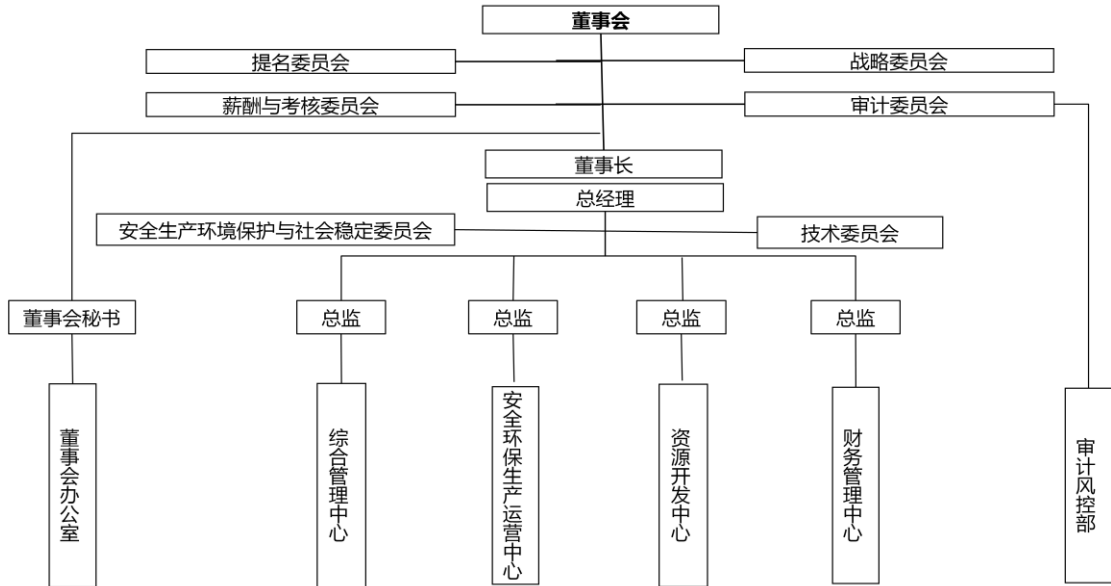 董事会
提名委员会
战略委员会
薪酬与考核委员会
审计委员会
董事长
总经理
安全生产环境保护与社会稳定委员会
技术委员会
董事会秘书
总监
总监
总监
总监
董事会办公室
综合管理中心
安全环保生产运营中心
资源开发中心
财务管理中心
审计风控部